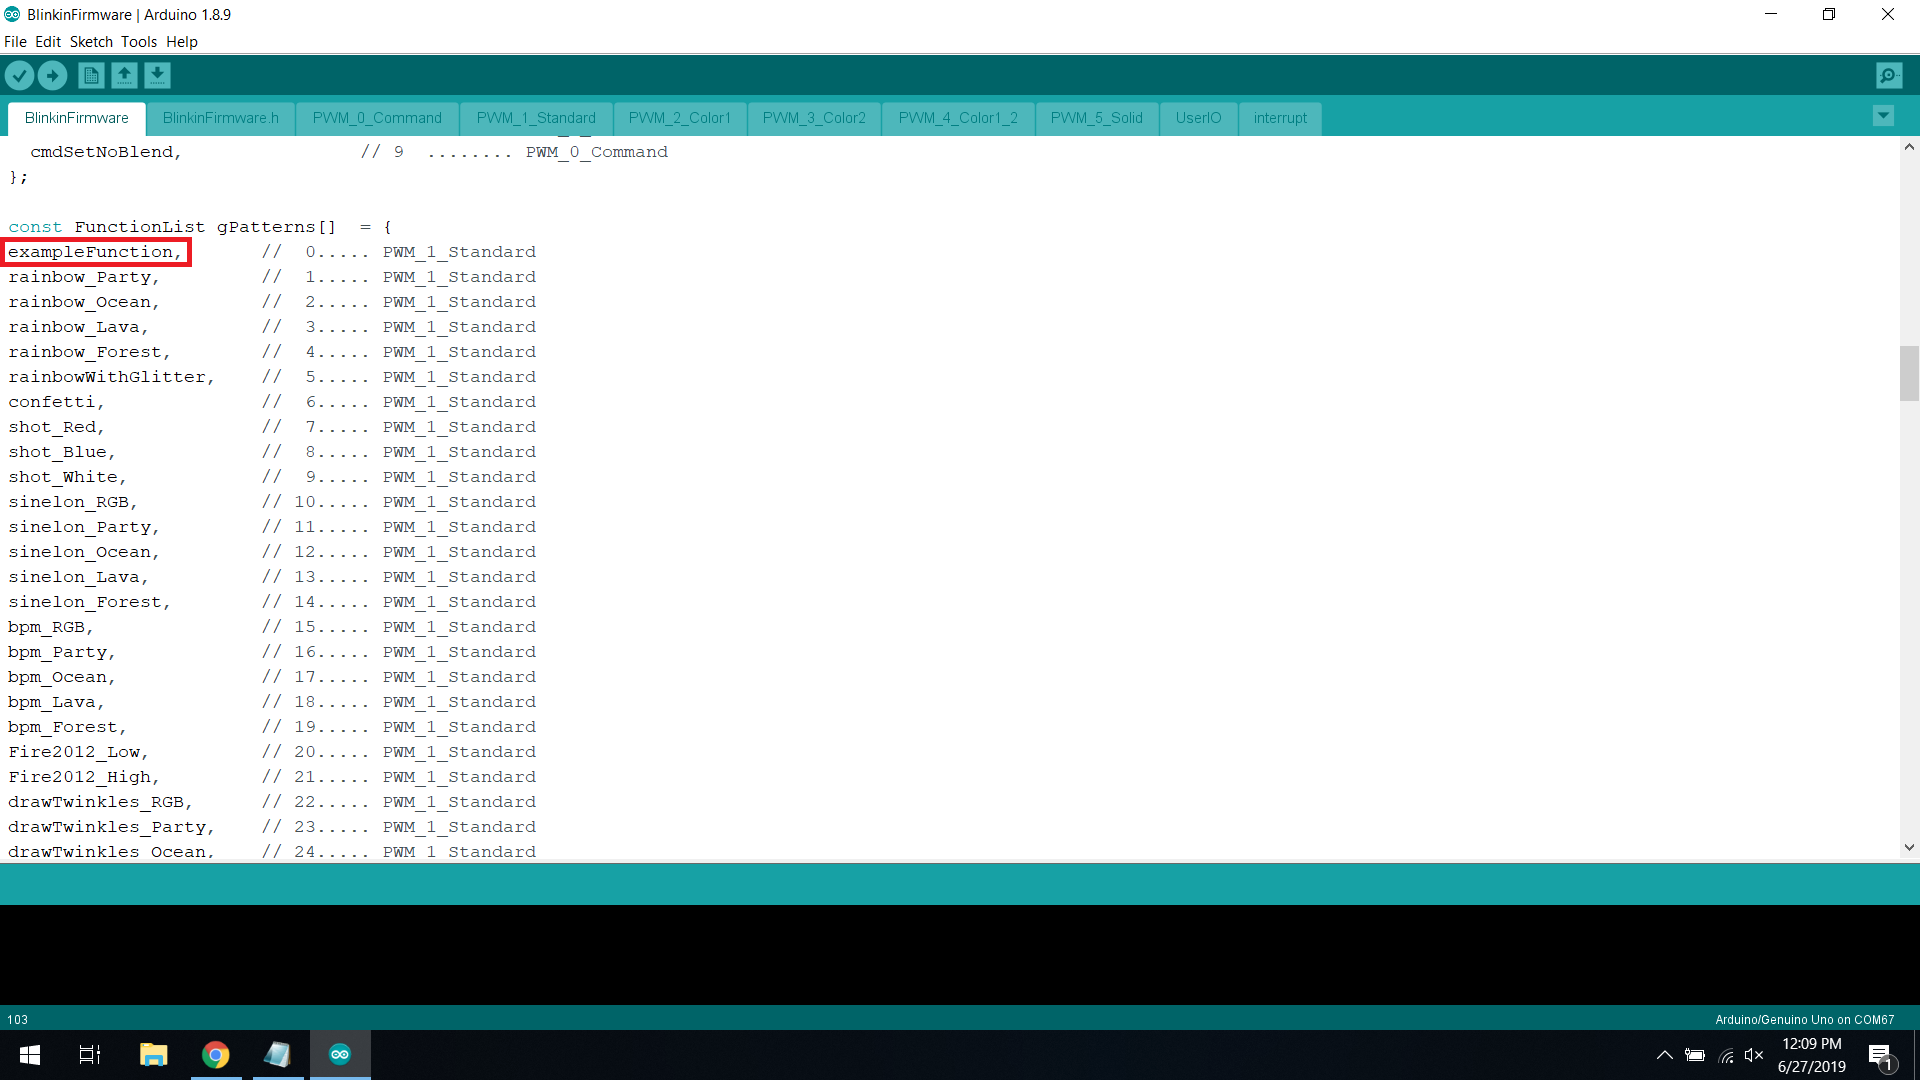 BlinkinFirmware | Arduino 1.8.9
File Edit Sketch Tools Help
BlinkinFirmware BlinkinFirmware.h PWM_0_Command PWM_1_Standard PWM_2_Color1 PWM_3_Color2 PWM_4_Color1_2 PWM_5_Solid UserIO interrupt
cmdSetNoBlend, // 9 ........ PWM_0_Command
};
const FunctionList gPatterns[] = {
exampleFunction, // 0..... PWM_1_Standard
rainbow_Party, // 1..... PWM_1_Standard
rainbow_Ocean, // 2..... PWM_1_Standard
rainbow_Lava, // 3..... PWM_1_Standard
rainbow_Forest, // 4..... PWM_1_Standard
rainbowWithGlitter, // 5..... PWM_1_Standard
confetti, // 6..... PWM_1_Standard
shot_Red, // 7..... PWM_1_Standard
shot_Blue, // 8..... PWM_1_Standard
shot_White, // 9..... PWM_1_Standard
sinelon_RGB, // 10..... PWM_1_Standard
sinelon_Party, // 11..... PWM_1_Standard
sinelon_Ocean, // 12..... PWM_1_Standard
sinelon_Lava, // 13..... PWM_1_Standard
sinelon_Forest, // 14..... PWM_1_Standard
bpm_RGB, // 15..... PWM_1_Standard
bpm_Party, // 16..... PWM_1_Standard
bpm_Ocean, // 17..... PWM_1_Standard
bpm_Lava, // 18..... PWM_1_Standard
bpm_Forest, // 19..... PWM_1_Standard
Fire2012_Low, // 20..... PWM_1_Standard
Fire2012_High, // 21..... PWM_1_Standard
drawTwinkles_RGB, // 22..... PWM_1_Standard
drawTwinkles_Party, // 23..... PWM_1_Standard
drawTwinkles_Ocean, // 24..... PWM_1_Standard
103 Arduino/Genuino Uno on COM67
12:09 PM
6/27/2019
1